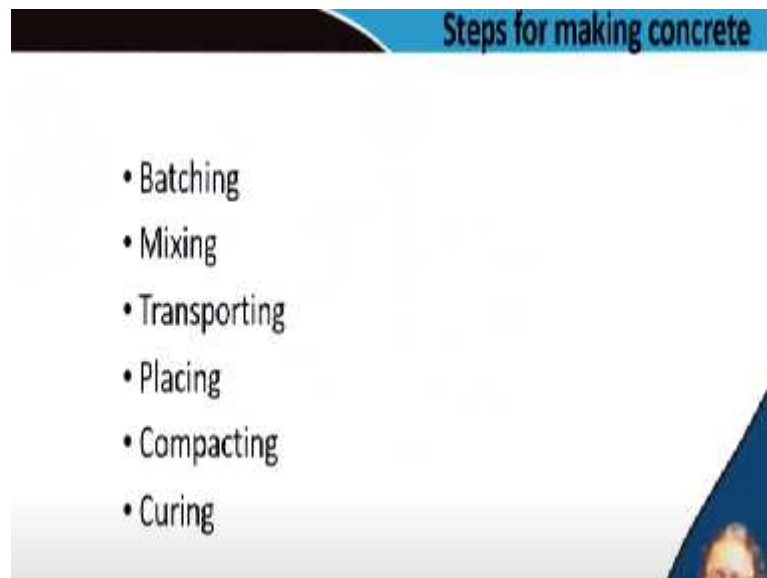 Steps for making concrete
• Batching
• Mixing
• Transporting
• Placing
• Compacting
• Curing